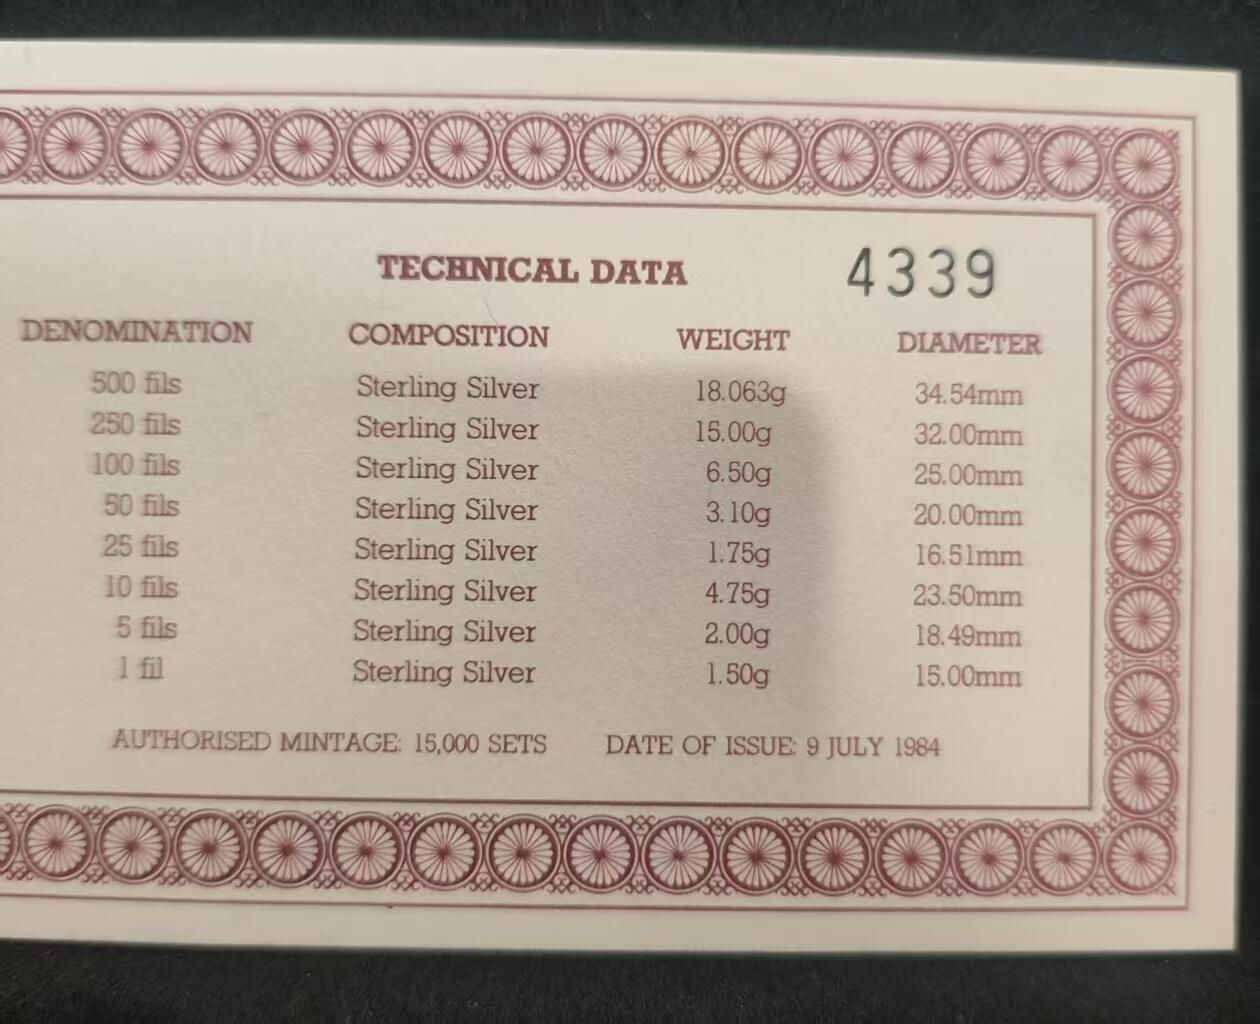 TECHNICAL DATA 4339
DENOMINATION COMPOSITION WEIGHT DIAMETER
500 fils Sterling Silver 18.063g 34.54mm
250 fils Sterling Silver 15.00g 32.00mm
100 fils Sterling Silver 6.50g 25.00mm
50 fils Sterling Silver 3.10g 20.00mm
25 fils Sterling Silver 1.75g 16.51mm
10 fils Sterling Silver 4.75g 23.50mm
5 fils Sterling Silver 2.00g 18.49mm
1 fil Sterling Silver 1.50g 15.00mm
AUTHORISED MINTAGE: 15,000 SETS DATE OF ISSUE: 9 JULY 1984